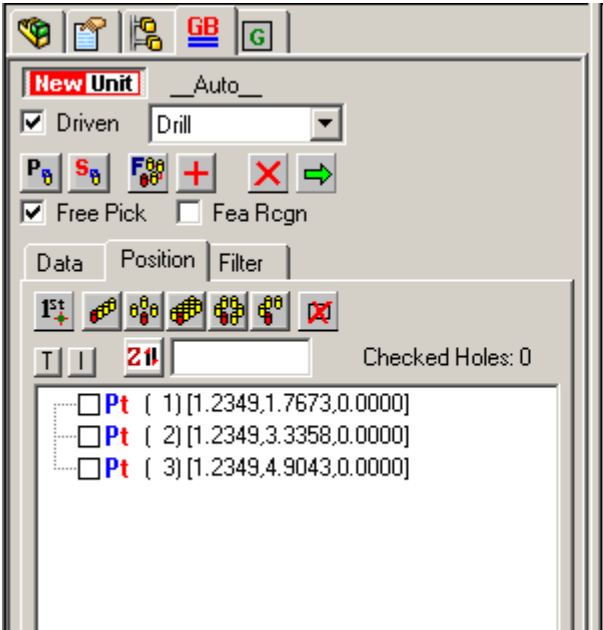 GB G
New Unit __Auto__
Driven Drill
P S F
Free Pick Fea Rcgn
Data Position Filter
1st
T I Z Checked Holes: 0
Pt ( 1) [1.2349,1.7673,0.0000]
Pt ( 2) [1.2349,3.3358,0.0000]
Pt ( 3) [1.2349,4.9043,0.0000]